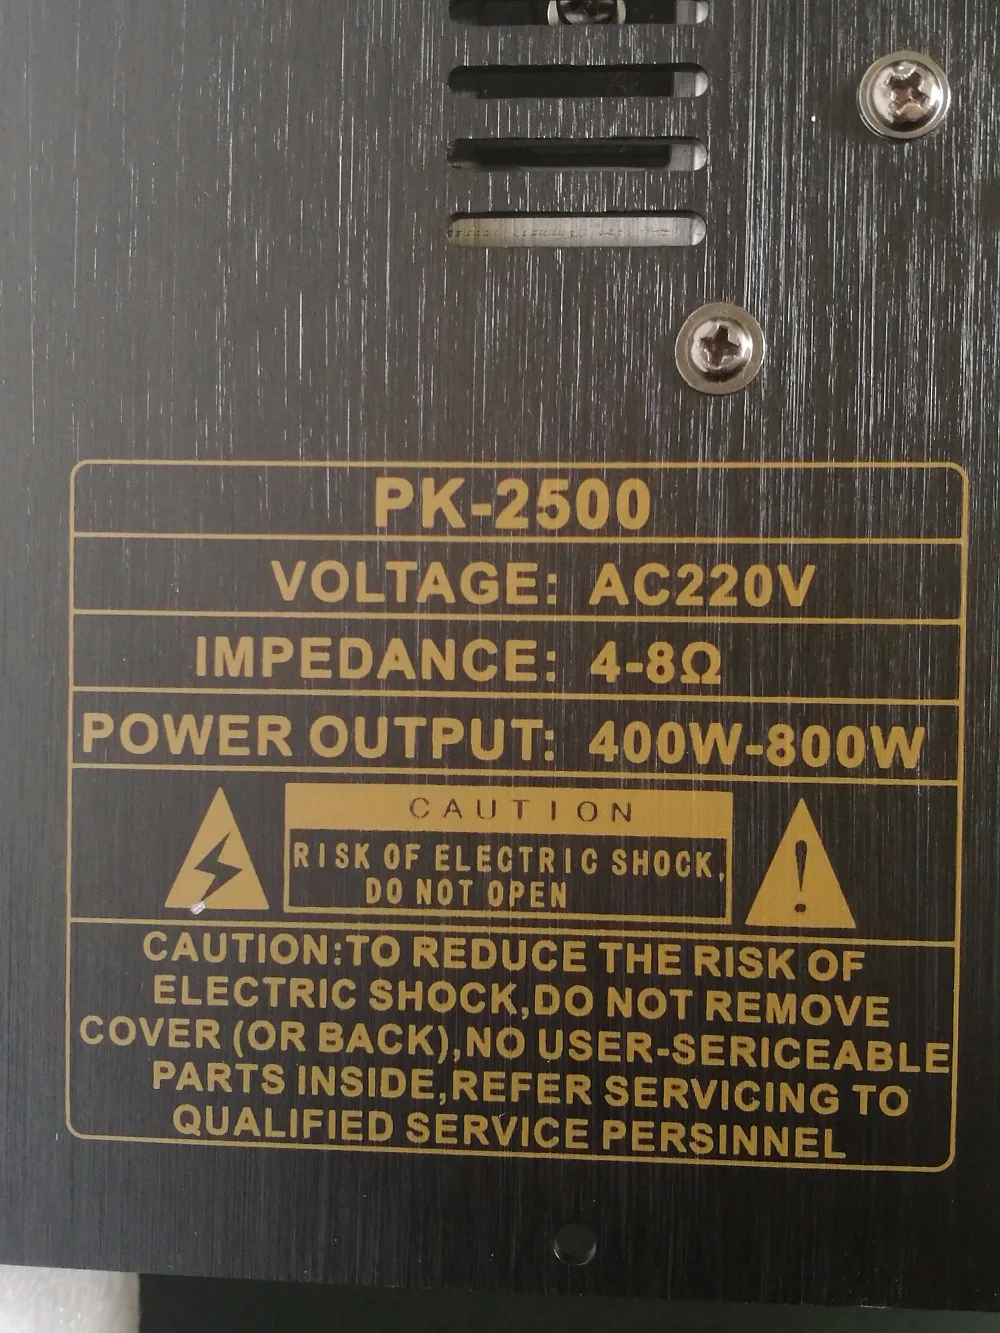 PK-2500
VOLTAGE: AC220V
IMPEDANCE: 4-8Ω
POWER OUTPUT: 400W-800W
CAUTION
RISK OF ELECTRIC SHOCK,
DO NOT OPEN
CAUTION:TO REDUCE THE RISK OF
ELECTRIC SHOCK,DO NOT REMOVE
COVER (OR BACK),NO USER-SERICEABLE
PARTS INSIDE,REFER SERVICING TO
QUALIFIED SERVICE PERSINNEL